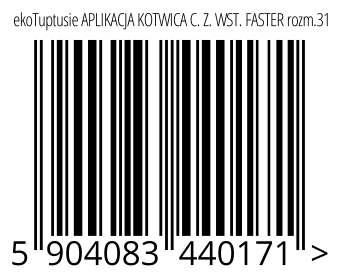 ekoTuptusie APLIKACJA KOTWICA C. Z. WST. FASTER rozm.31
5 904083 440171 >